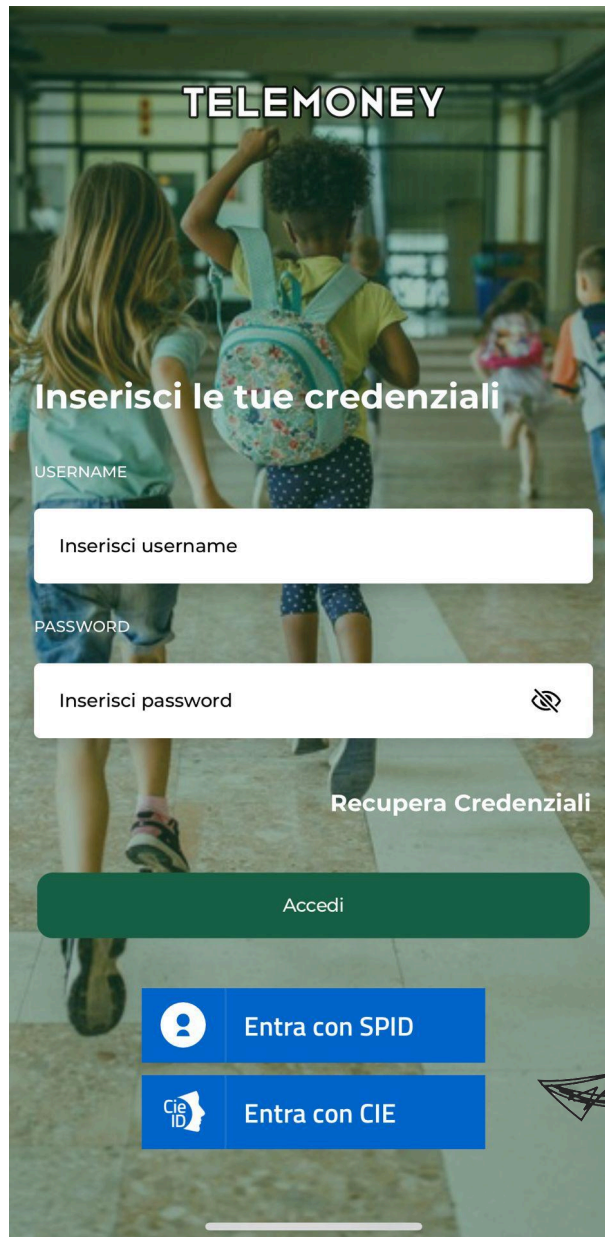 TELEMONEY
Inserisci le tue credenziali
USERNAME
Inserisci username
PASSWORD
Inserisci password
Recupera Credenziali
Accedi
Entra con SPID
Cie
ID
Entra con CIE